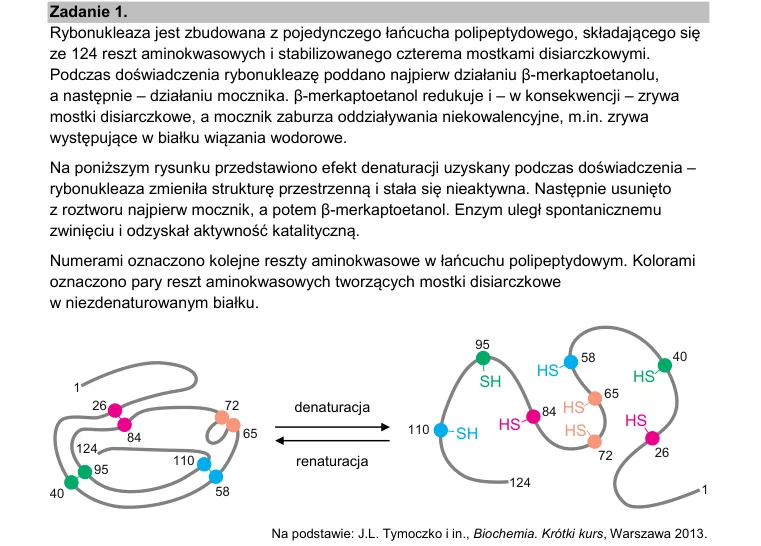 Zadanie 1.
Rybonukleaza jest zbudowana z pojedynczego łańcucha polipeptydowego, składającego się
ze 124 reszt aminokwasowych i stabilizowanego czterema mostkami disiarczkowymi.
Podczas doświadczenia rybonukleazę poddano najpierw działaniu β-merkaptoetanolu,
a następnie – działaniu mocznika. β-merkaptoetanol redukuje i – w konsekwencji – zrywa
mostki disiarczkowe, a mocznik zaburza oddziaływania niekowalencyjne, m.in. zrywa
występujące w białku wiązania wodorowe.
Na poniższym rysunku przedstawiono efekt denaturacji uzyskany podczas doświadczenia –
rybonukleaza zmieniła strukturę przestrzenną i stała się nieaktywna. Następnie usunięto
z roztworu najpierw mocznik, a potem β-merkaptoetanol. Enzym uległ spontanicznemu
zwinięciu i odzyskał aktywność katalityczną.
Numerami oznaczono kolejne reszty aminokwasowe w łańcuchu polipeptydowym. Kolorami
oznaczono pary reszt aminokwasowych tworzących mostki disiarczkowe
w niezdenaturowanym białku.
1
26
84
72
65
124
95
110
40
58
denaturacja
renaturacja
95
SH
58
HS
40
HS
65
HS
84
HS
HS
72
HS
26
110
SH
124
1
Na podstawie: J.L. Tymoczko i in., Biochemia. Krótki kurs, Warszawa 2013.